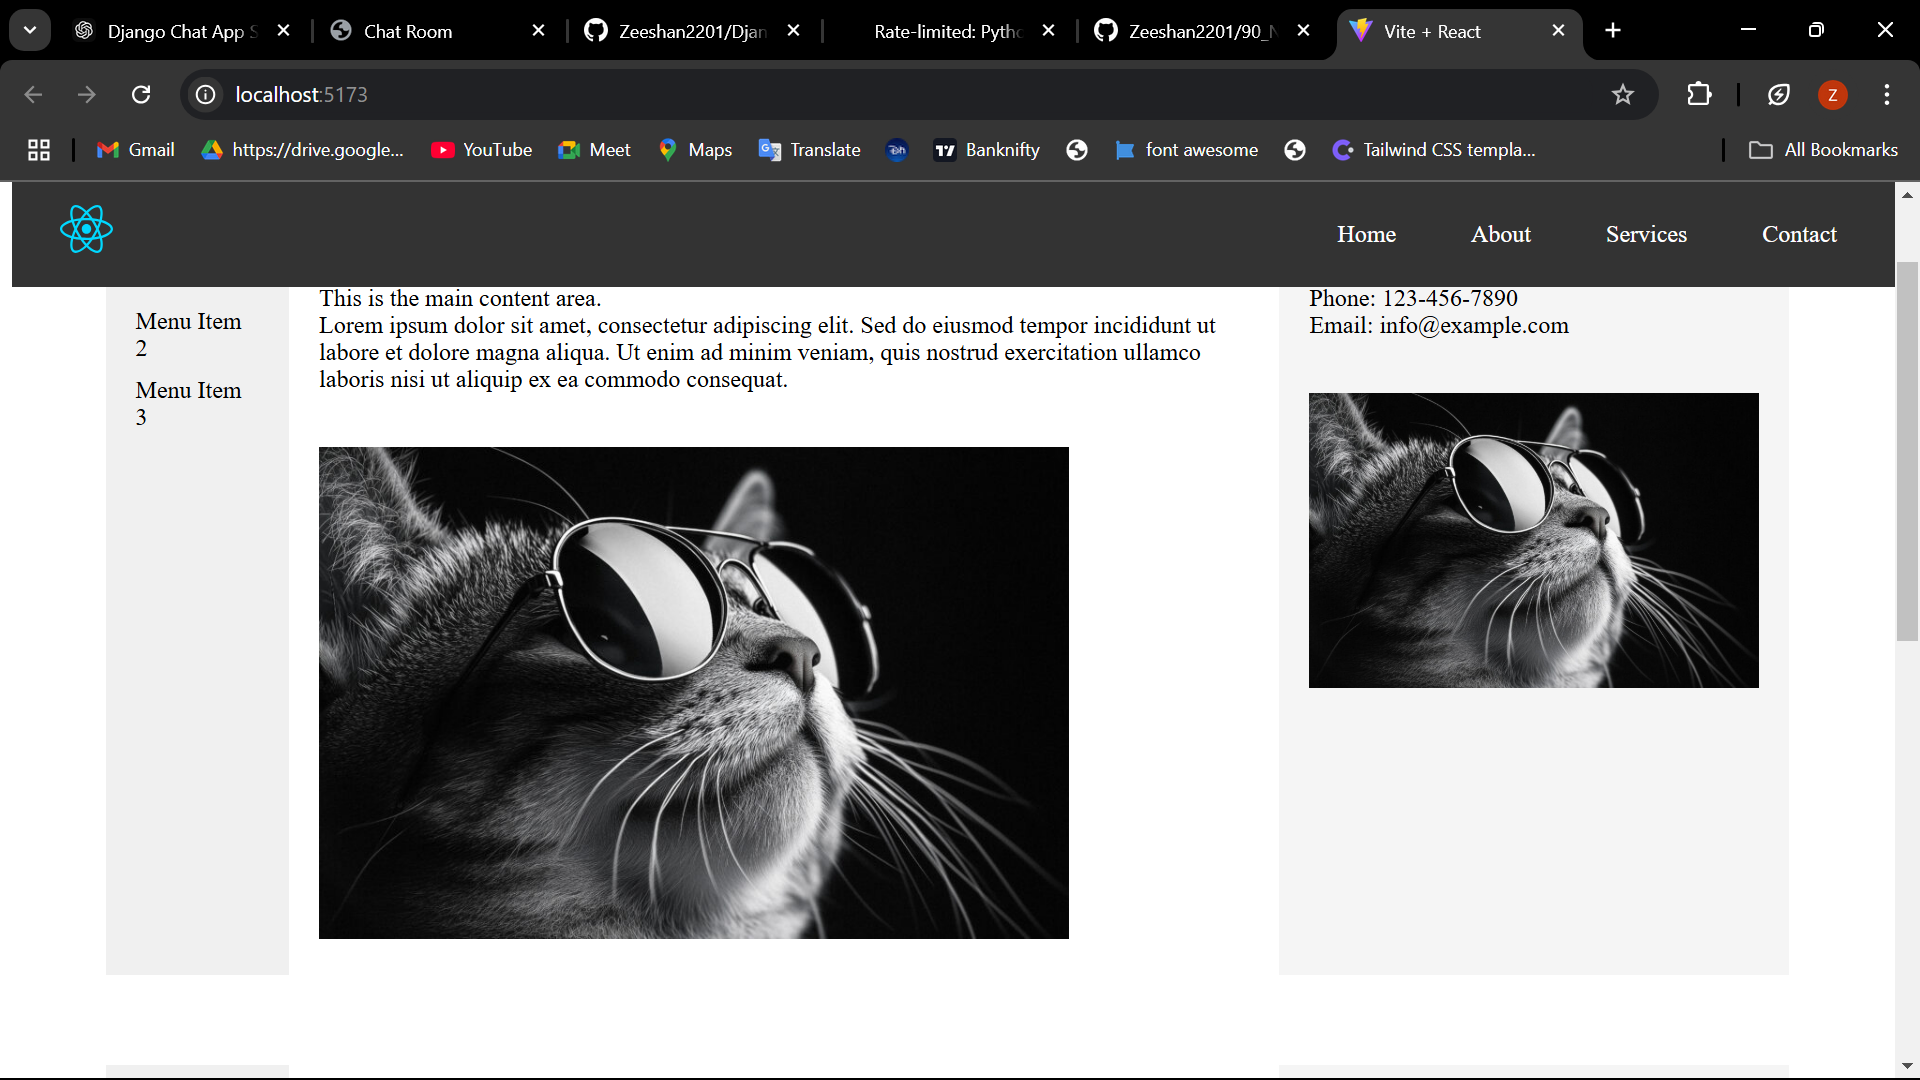 Django Chat App S
Chat Room
Zeeshan2201/Djan
Rate-limited: Pytho
Zeeshan2201/90_N
Vite + React
localhost:5173
Z
Gmail
https://drive.google...
YouTube
Meet
Maps
Translate
Banknifty
font awesome
Tailwind CSS templa...
All Bookmarks
Home
About
Services
Contact
Menu Item
2
Menu Item
3
This is the main content area.
Lorem ipsum dolor sit amet, consectetur adipiscing elit. Sed do eiusmod tempor incididunt ut
labore et dolore magna aliqua. Ut enim ad minim veniam, quis nostrud exercitation ullamco
laboris nisi ut aliquip ex ea commodo consequat.
Phone: 123-456-7890
Email: info@example.com